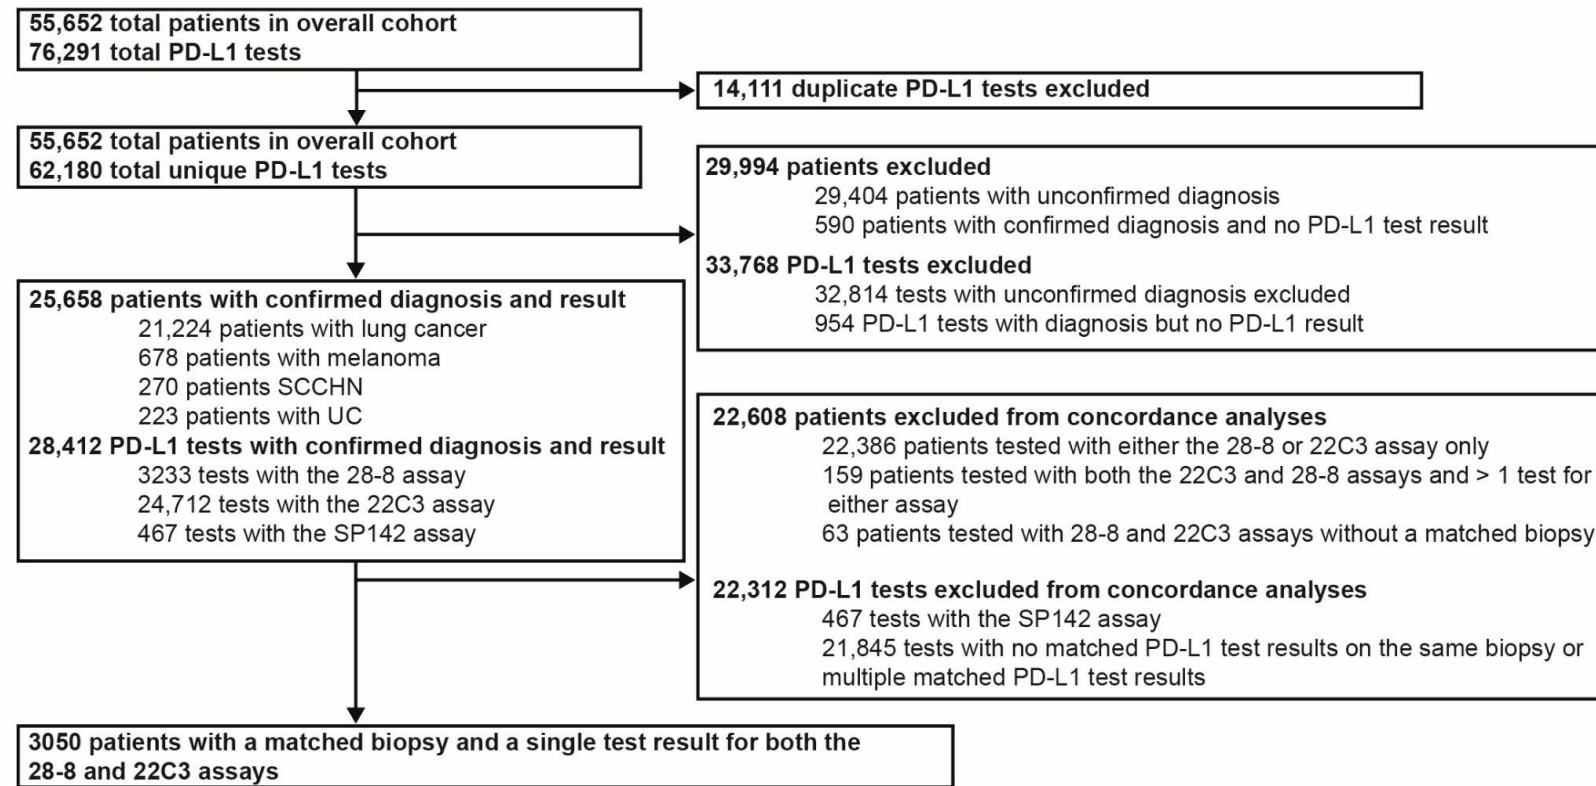 55,652 total patients in overall cohort
76,291 total PD-L1 tests
14,111 duplicate PD-L1 tests excluded
55,652 total patients in overall cohort
62,180 total unique PD-L1 tests
29,994 patients excluded
29,404 patients with unconfirmed diagnosis
590 patients with confirmed diagnosis and no PD-L1 test result
33,768 PD-L1 tests excluded
32,814 tests with unconfirmed diagnosis excluded
954 PD-L1 tests with diagnosis but no PD-L1 result
25,658 patients with confirmed diagnosis and result
21,224 patients with lung cancer
678 patients with melanoma
270 patients SCCHN
223 patients with UC
28,412 PD-L1 tests with confirmed diagnosis and result
3233 tests with the 28-8 assay
24,712 tests with the 22C3 assay
467 tests with the SP142 assay
22,608 patients excluded from concordance analyses
22,386 patients tested with either the 28-8 or 22C3 assay only
159 patients tested with both the 22C3 and 28-8 assays and > 1 test for
either assay
63 patients tested with 28-8 and 22C3 assays without a matched biopsy
22,312 PD-L1 tests excluded from concordance analyses
467 tests with the SP142 assay
21,845 tests with no matched PD-L1 test results on the same biopsy or
multiple matched PD-L1 test results
3050 patients with a matched biopsy and a single test result for both the
28-8 and 22C3 assays